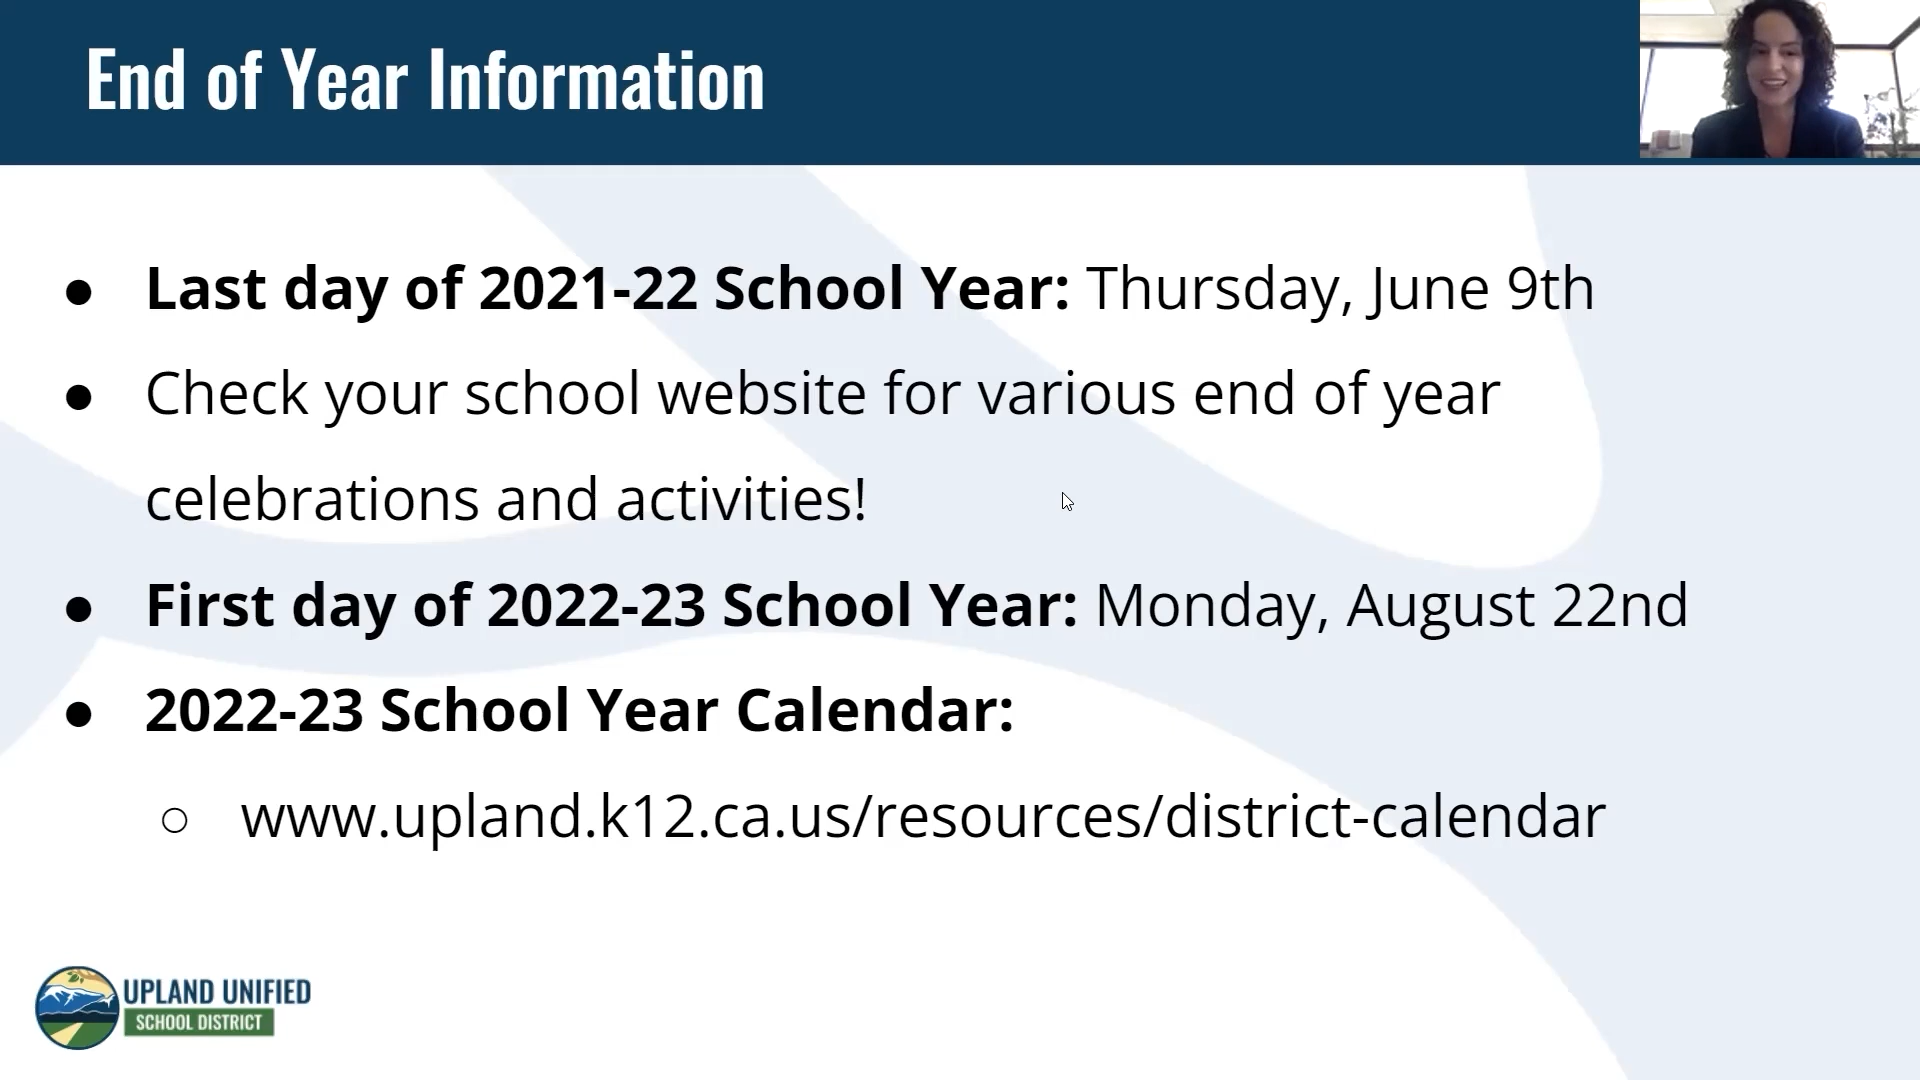 End of Year Information
● Last day of 2021-22 School Year: Thursday, June 9th
● Check your school website for various end of year
celebrations and activities!
● First day of 2022-23 School Year: Monday, August 22nd
● 2022-23 School Year Calendar:
○ www.upland.k12.ca.us/resources/district-calendar
UPLAND UNIFIED
SCHOOL DISTRICT